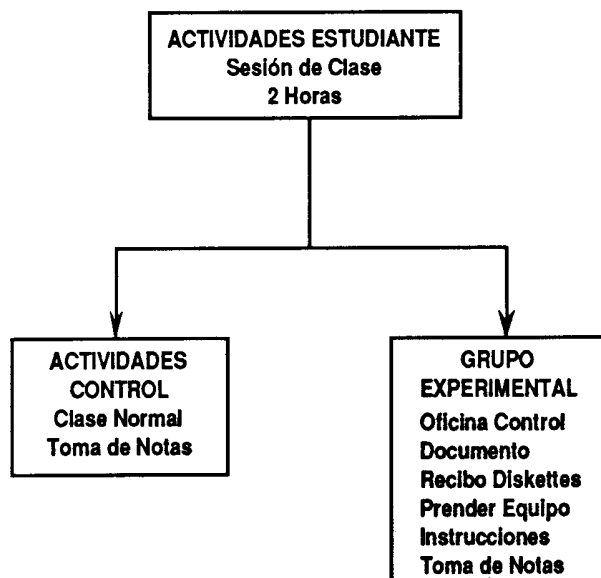 ACTIVIDADES ESTUDIANTE
Sesión de Clase
2 Horas
ACTIVIDADES
CONTROL
Clase Normal
Toma de Notas
GRUPO
EXPERIMENTAL
Oficina Control
Documento
Recibo Diskettes
Prender Equipo
Instrucciones
Toma de Notas